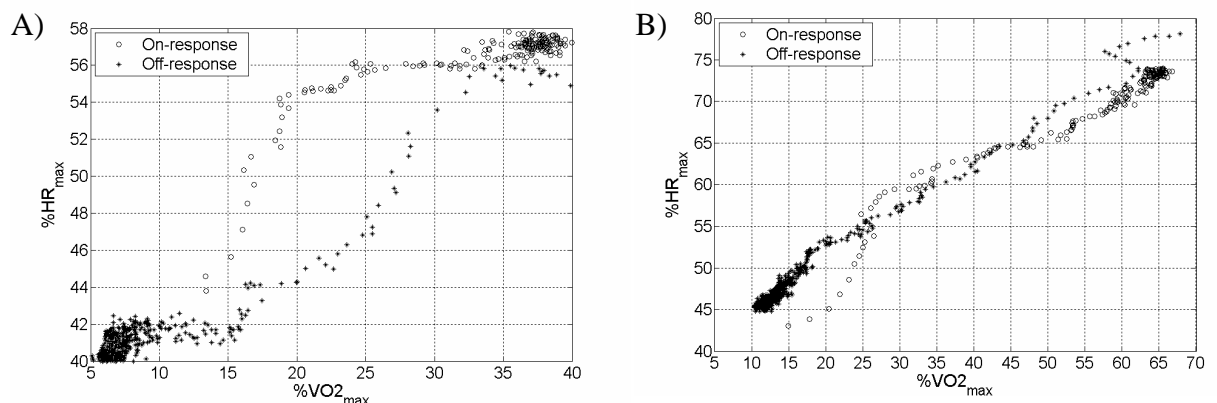 A)
58
56
54
52
50
48
46
44
42
40
%HRmax
On-response
Off-response
5 10 15 20 25 30 35 40
%VO2max
B)
80
75
70
65
60
55
50
45
40
%HRmax
On-response
Off-response
5 10 15 20 25 30 35 40 45 50 55 60 65 70
%VO2max